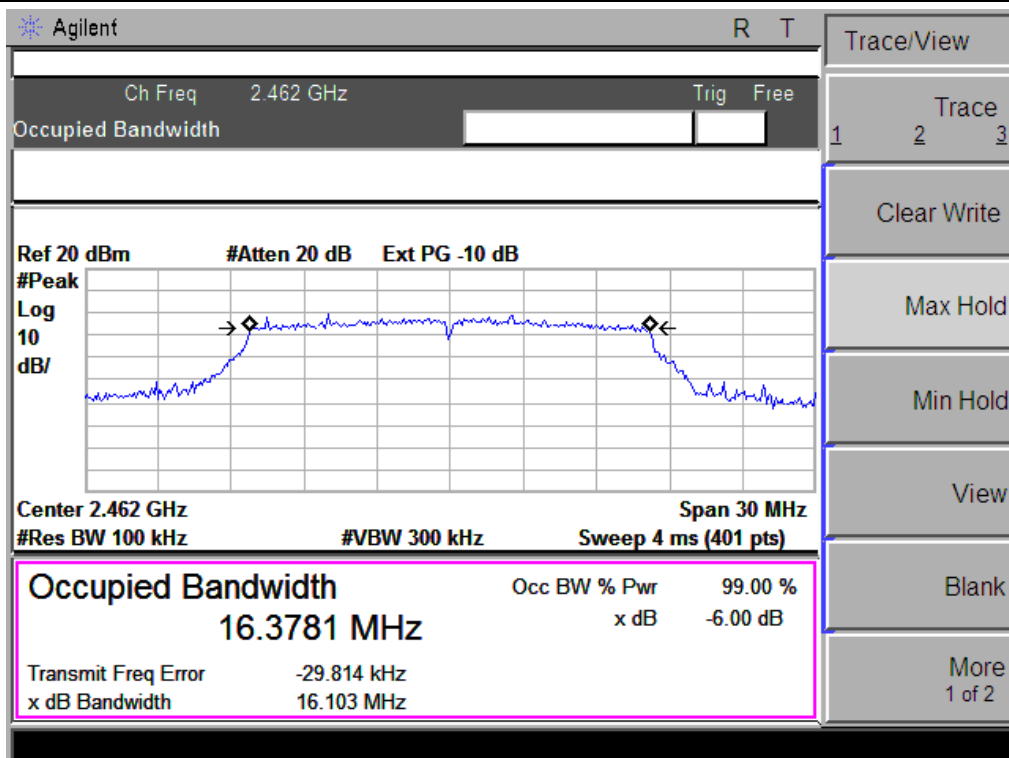 Agilent R T
Ch Freq 2.462 GHz Trig Free
Occupied Bandwidth
Ref 20 dBm #Atten 20 dB Ext PG -10 dB
#Peak
Log
10
dB/
Center 2.462 GHz Span 30 MHz
#Res BW 100 kHz #VBW 300 kHz Sweep 4 ms (401 pts)
Occupied Bandwidth Occ BW % Pwr 99.00 %
16.3781 MHz x dB -6.00 dB
Transmit Freq Error -29.814 kHz
x dB Bandwidth 16.103 MHz
Trace/View
Trace
1 2 3
Clear Write
Max Hold
Min Hold
View
Blank
More
1 of 2